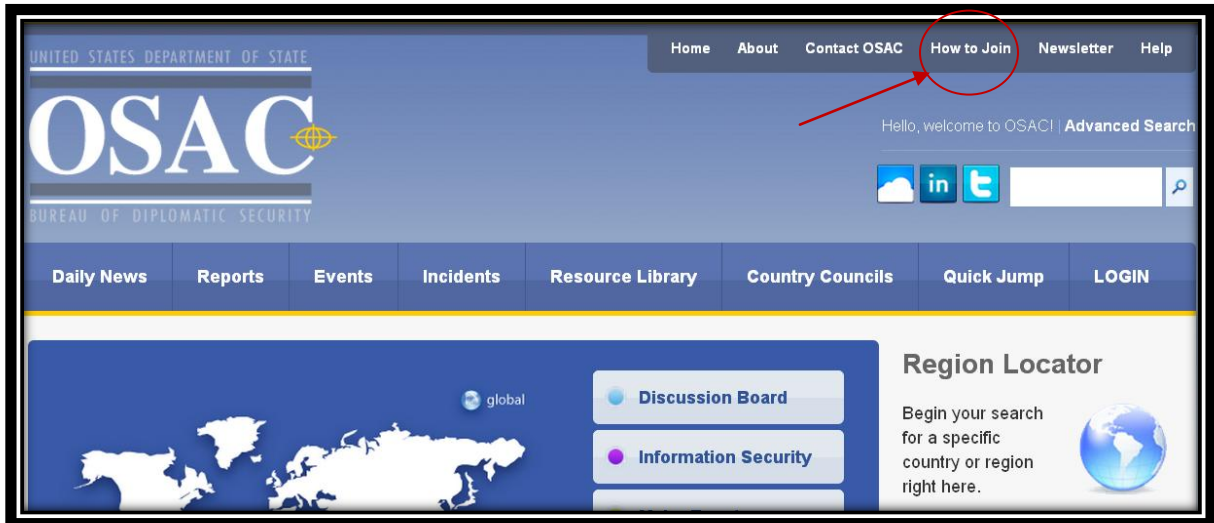 Home About Contact OSAC How to Join Newsletter Help
UNITED STATES DEPARTMENT OF STATE
OSAC
BUREAU OF DIPLOMATIC SECURITY
Hello, welcome to OSAC! | Advanced Search
in
Daily News Reports Events Incidents Resource Library Country Councils Quick Jump LOGIN
global
Discussion Board
Information Security
Region Locator
Begin your search
for a specific
country or region
right here.